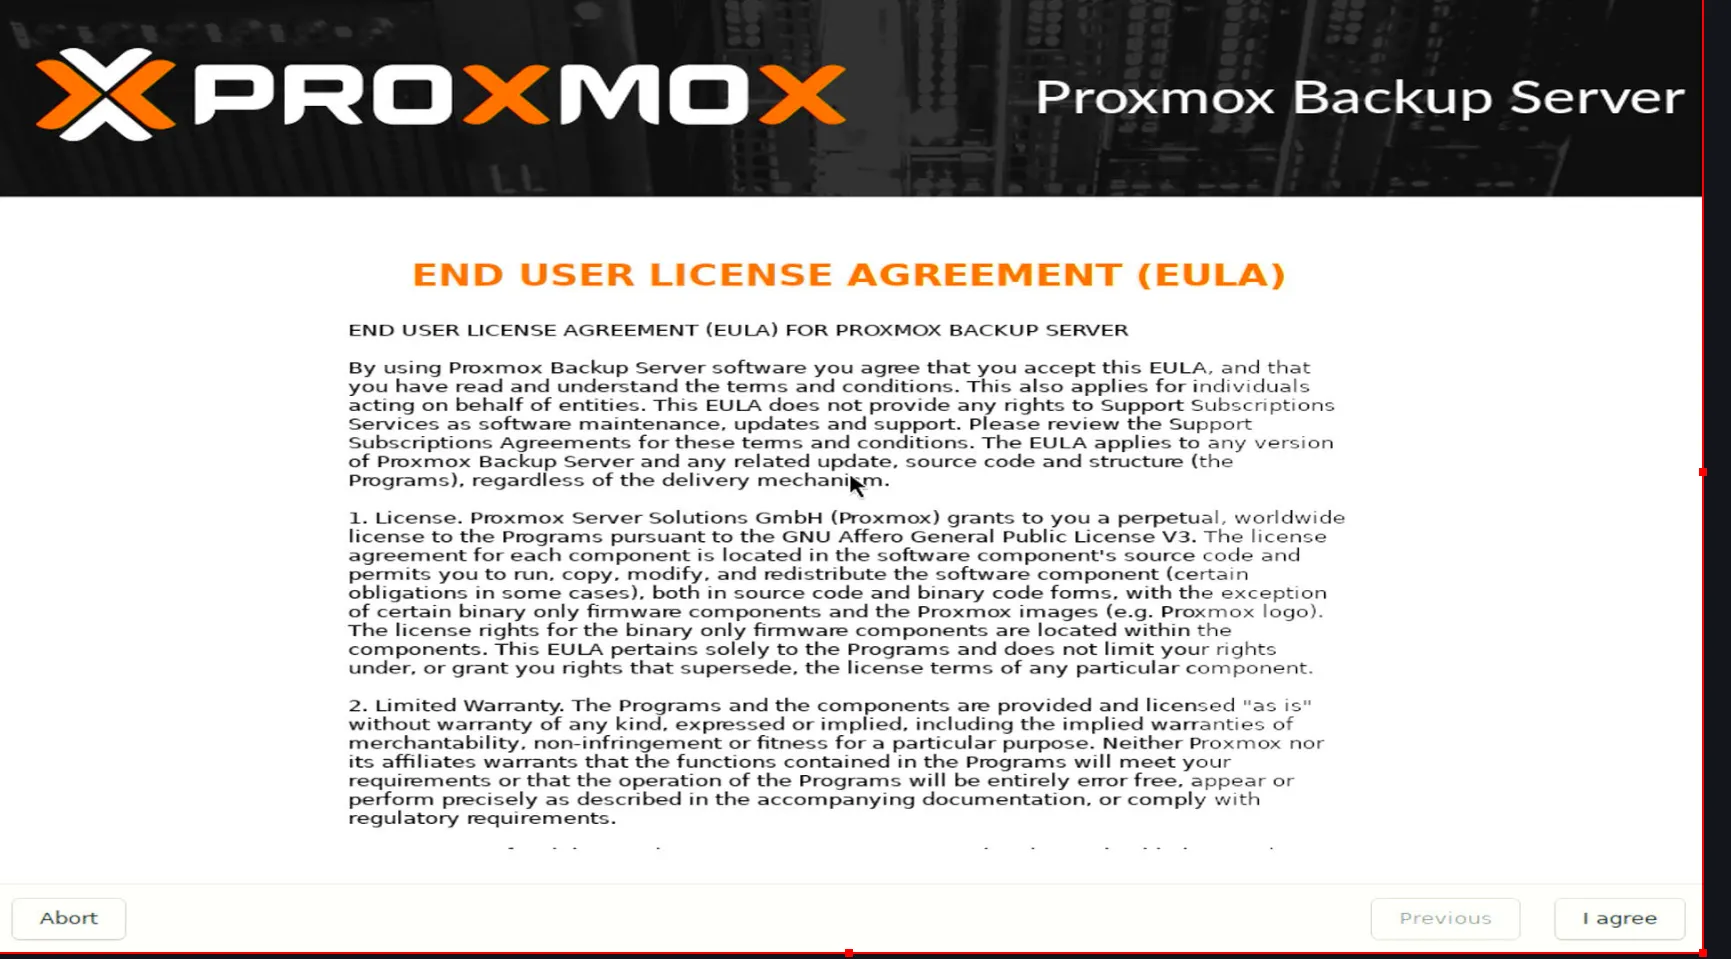 PROXMOX
Proxmox Backup Server
END USER LICENSE AGREEMENT (EULA)
END USER LICENSE AGREEMENT (EULA) FOR PROXMOX BACKUP SERVER
By using Proxmox Backup Server software you agree that you accept this EULA, and that
you have read and understand the terms and conditions. This also applies for individuals
acting on behalf of entities. This EULA does not provide any rights to Support Subscriptions
Services as software maintenance, updates and support. Please review the Support
Subscriptions Agreements for these terms and conditions. The EULA applies to any version
of Proxmox Backup Server and any related update, source code and structure (the
Programs), regardless of the delivery mechanism.
1. License. Proxmox Server Solutions GmbH (Proxmox) grants to you a perpetual, worldwide
license to the Programs pursuant to the GNU Affero General Public License V3. The license
agreement for each component is located in the software component's source code and
permits you to run, copy, modify, and redistribute the software component (certain
obligations in some cases), both in source code and binary code forms, with the exception
of certain binary only firmware components and the Proxmox images (e.g. Proxmox logo).
The license rights for the binary only firmware components are located within the
components. This EULA pertains solely to the Programs and does not limit your rights
under, or grant you rights that supersede, the license terms of any particular component.
2. Limited Warranty. The Programs and the components are provided and licensed "as is"
without warranty of any kind, expressed or implied, including the implied warranties of
merchantability, non-infringement or fitness for a particular purpose. Neither Proxmox nor
its affiliates warrants that the functions contained in the Programs will meet your
requirements or that the operation of the Programs will be entirely error free, appear or
perform precisely as described in the accompanying documentation, or comply with
regulatory requirements.
Abort
Previous
I agree